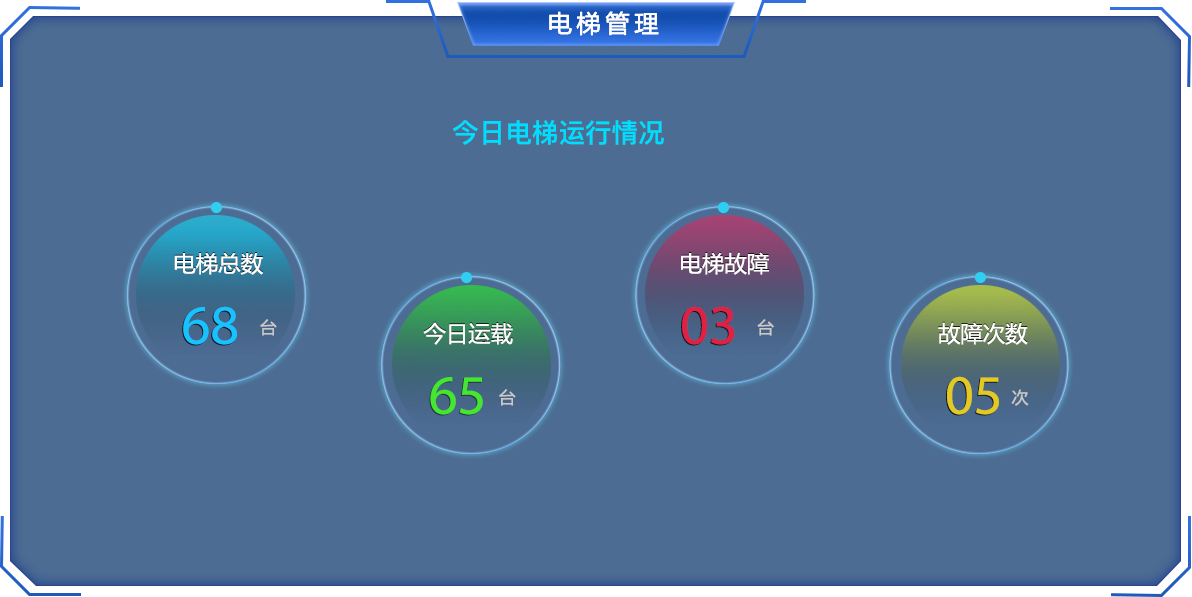 电梯管理
今日电梯运行情况
电梯总数
68 台
今日运载
65 台
电梯故障
03 台
故障次数
05 次